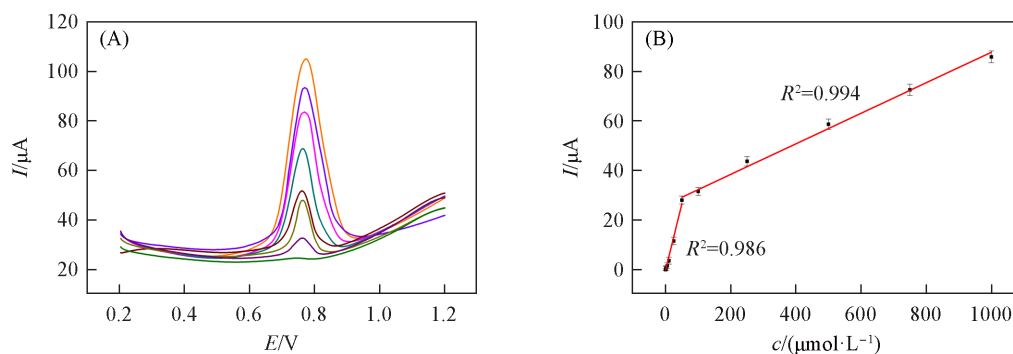 (A)
I/μA
120
100
80
60
40
20
0.2 0.4 0.6 0.8 1.0 1.2
E/V
(B)
I/μA
100
80
60
40
20
0
R²=0.994
R²=0.986
0 200 400 600 800 1000
c/(μmol·L⁻¹)